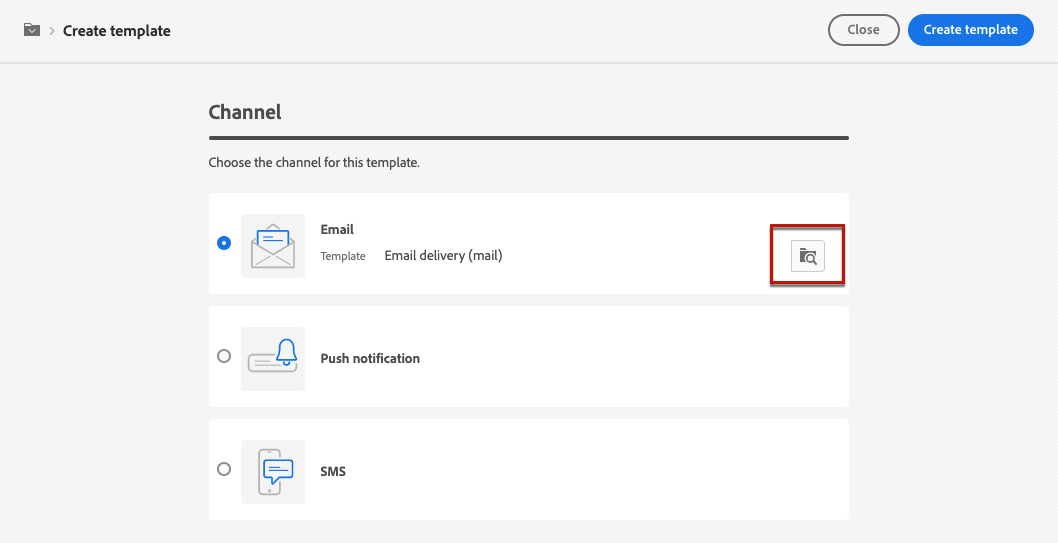 Create template
Close
Create template
Channel
Choose the channel for this template.
Email
Template Email delivery (mail)
Push notification
SMS